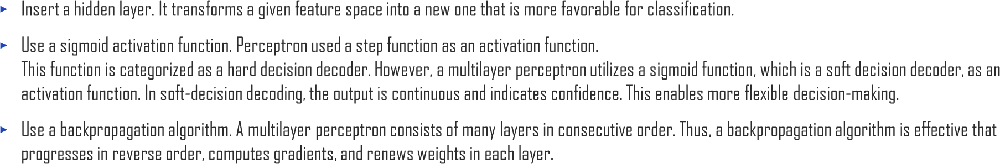 ► Insert a hidden layer. It transforms a given feature space into a new one that is more favorable for classification.
► Use a sigmoid activation function. Perceptron used a step function as an activation function.
This function is categorized as a hard decision decoder. However, a multilayer perceptron utilizes a sigmoid function, which is a soft decision decoder, as an
activation function. In soft-decision decoding, the output is continuous and indicates confidence. This enables more flexible decision-making.
► Use a backpropagation algorithm. A multilayer perceptron consists of many layers in consecutive order. Thus, a backpropagation algorithm is effective that
progresses in reverse order, computes gradients, and renews weights in each layer.